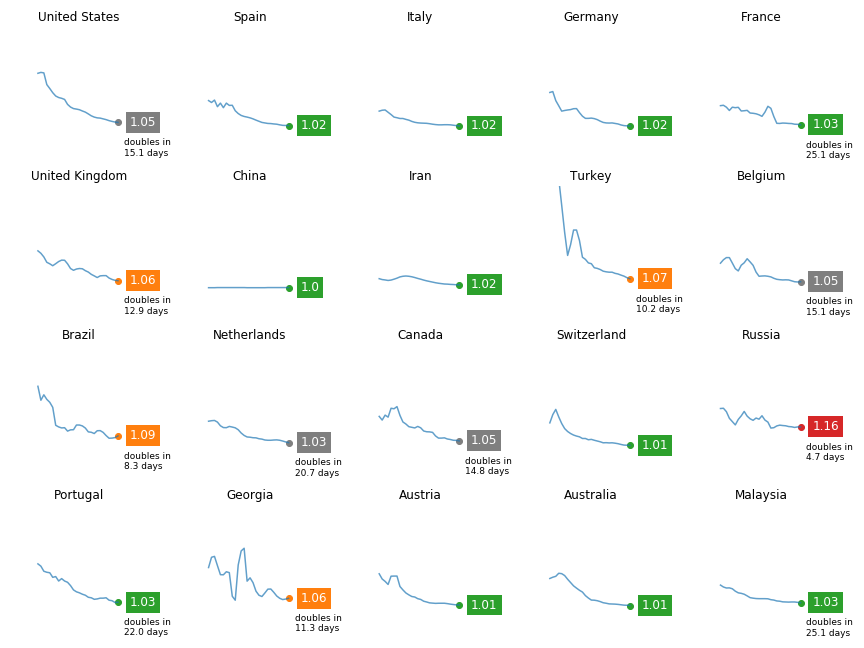 United States
Spain
Italy
Germany
France
1.05
doubles in
15.1 days
1.02
1.02
1.02
1.03
doubles in
25.1 days
United Kingdom
China
Iran
Turkey
Belgium
1.06
doubles in
12.9 days
1.0
1.02
1.07
doubles in
10.2 days
1.05
doubles in
15.1 days
Brazil
Netherlands
Canada
Switzerland
Russia
1.09
doubles in
8.3 days
1.03
doubles in
20.7 days
1.05
doubles in
14.8 days
1.01
1.16
doubles in
4.7 days
Portugal
Georgia
Austria
Australia
Malaysia
1.03
doubles in
22.0 days
1.06
doubles in
11.3 days
1.01
1.01
1.03
doubles in
25.1 days